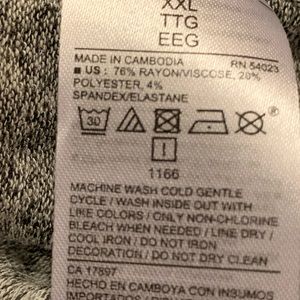 XXL
TTG
EEG
MADE IN CAMBODIA RN 54023
■ US : 76% RAYON/VISCOSE, 20%
POLYESTER, 4%
SPANDEX/ELASTANE
30
1166
MACHINE WASH COLD GENTLE
CYCLE / WASH INSIDE OUT WITH
LIKE COLORS / ONLY NON-CHLORINE
BLEACH WHEN NEEDED / LINE DRY /
COOL IRON / DO NOT IRON
DECORATION / DO NOT DRY CLEAN
CA 17897
HECHO EN CAMBOYA CON INSUMOS
IMPORTADOS